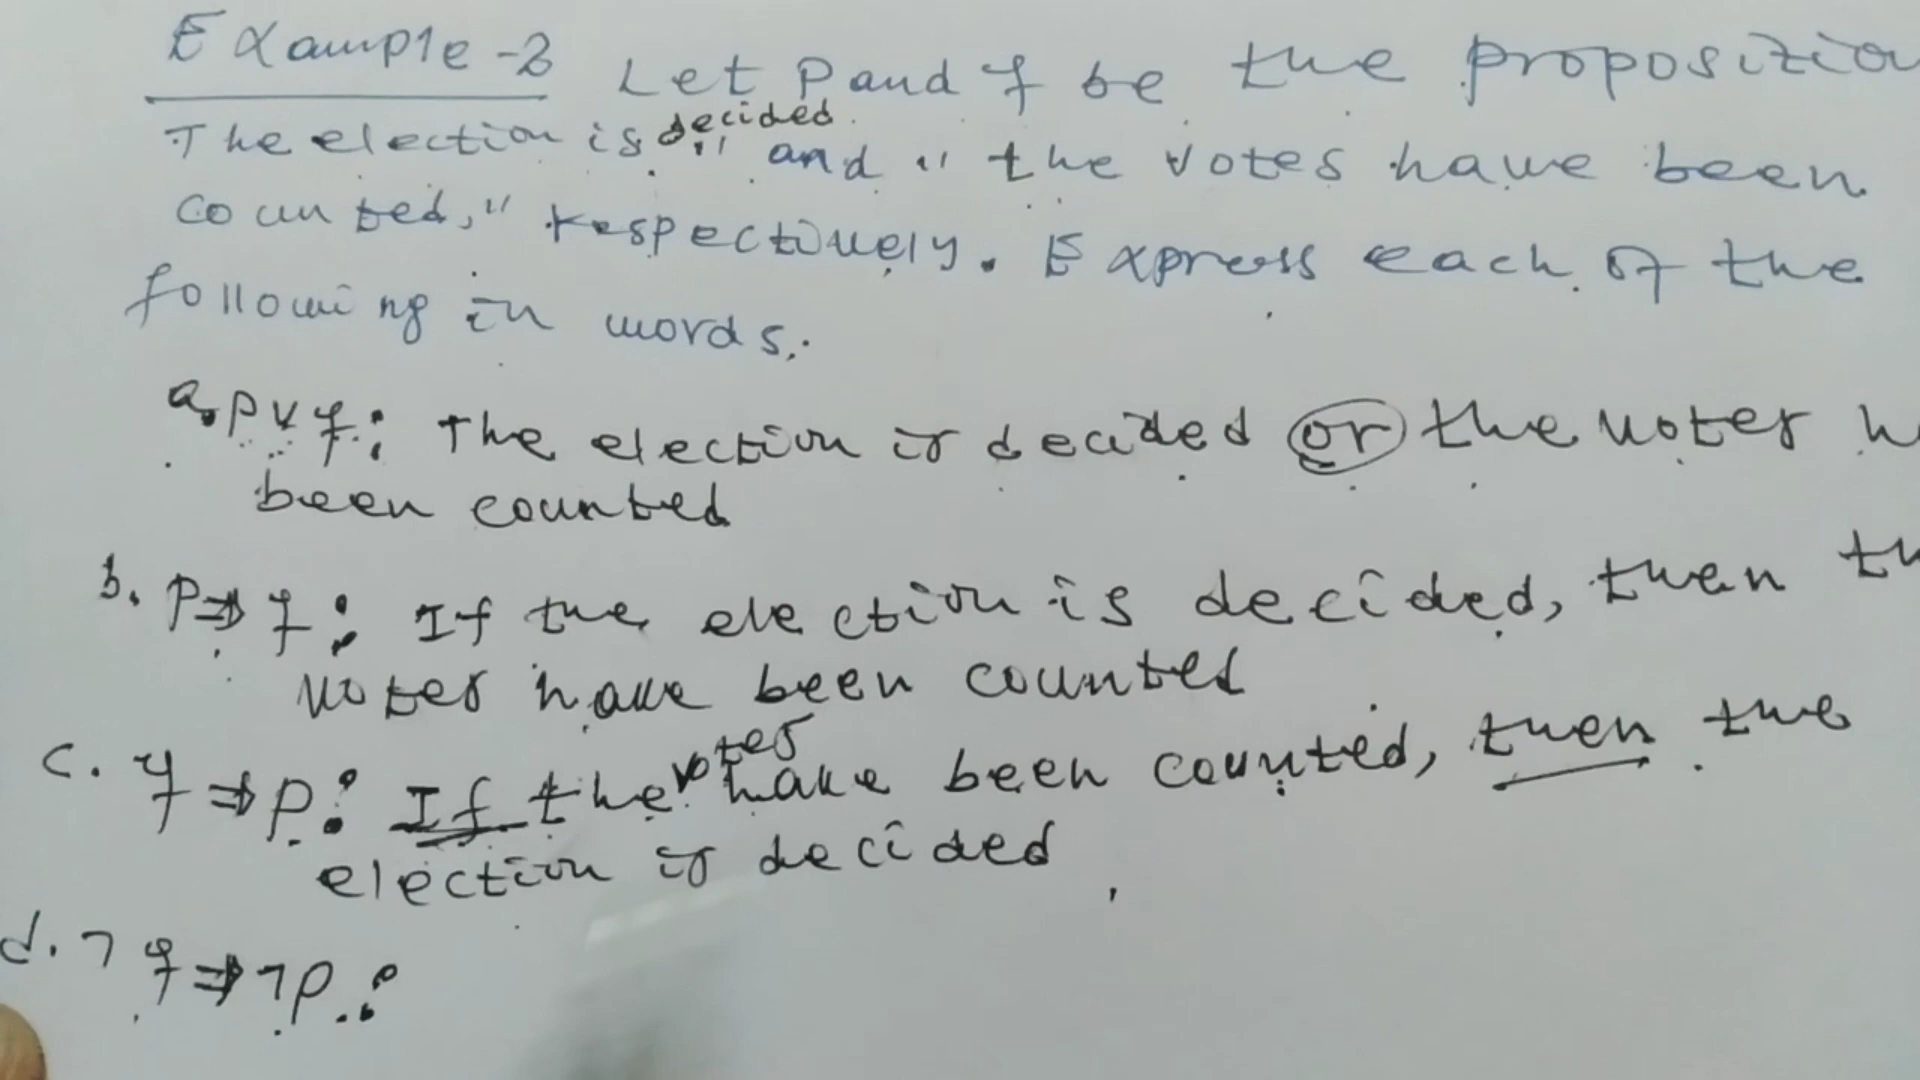 Example-2 Let P and q be the proposition
The election is decided" and "the votes have been
counted," respectively. Express each of the
following in words.
a. p∨q: The election is decided or the votes h
been counted
b. p⇒q: If the election is decided, then th
votes have been counted
c. q⇒p: If the votes have been counted, then the
election is decided
d. ¬q⇒¬p: